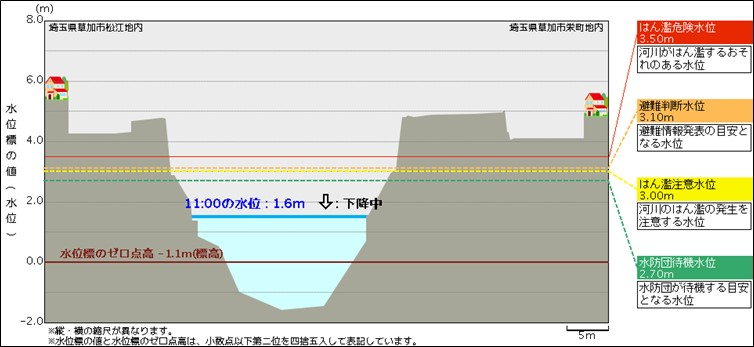 (m)
埼玉県草加市松江地内
埼玉県草加市栄町地内
8.0
6.0
4.0
2.0
0.0
-2.0
水位標の値(水位)
11:00の水位：1.6m
：下降中
水位標のゼロ点高 -1.1m(標高)
5m
※縦・横の縮尺が異なります。
※水位標の値と水位標のゼロ点高は、小数点以下第二位を四捨五入して表記しています。
はん濫危険水位
3.50m
河川がはん濫するおそ
れのある水位
避難判断水位
3.10m
避難情報発表の目安と
なる水位
はん濫注意水位
3.00m
河川のはん濫の発生を
注意する水位
水防団待機水位
2.70m
水防団が待機する目安
となる水位